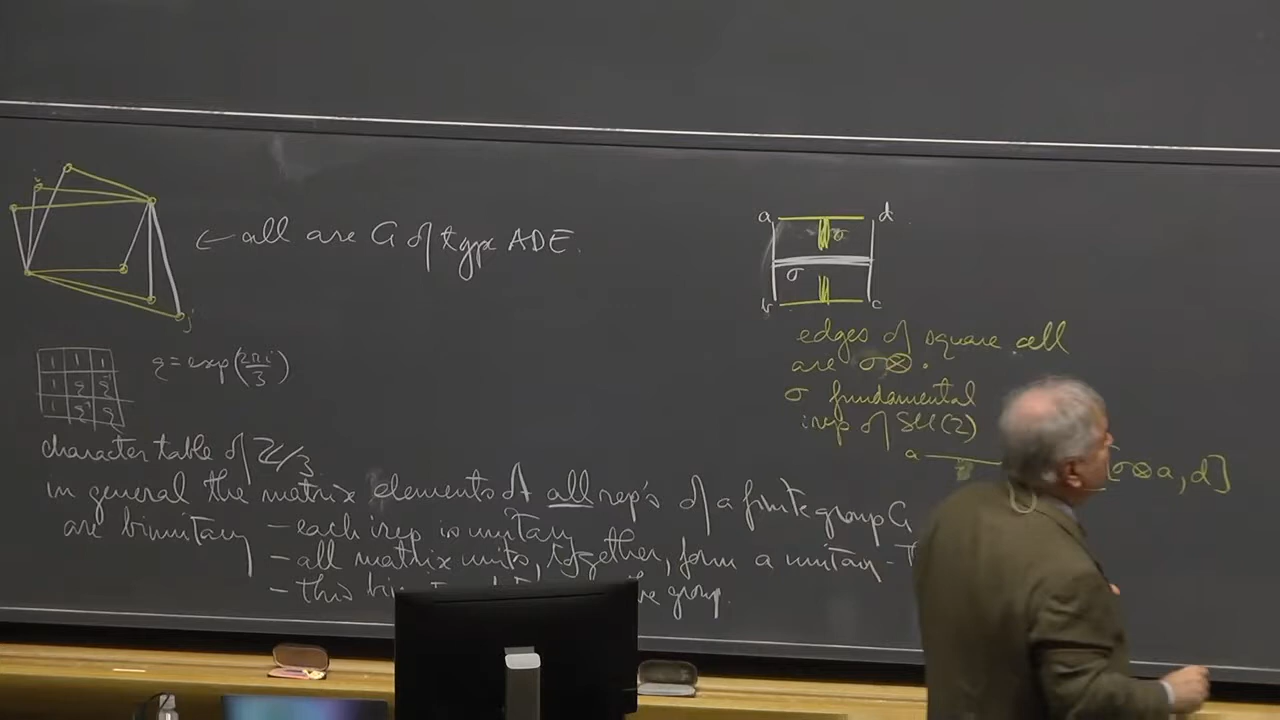 i
← all are G of type ADE.
j
1 1 1
1
1
q = exp(2πi/3)
character table of ℤ/3
in general the matrix elements of all rep's of a finite group G
are biunitary - each irep is unitary
- all matrix units, together, form a unitary -
- this group.
a d
σ
σ
b c
edges of square cell
are σ⊗.
σ fundamental
irep of SU(2)
a [σ⊗a, d]